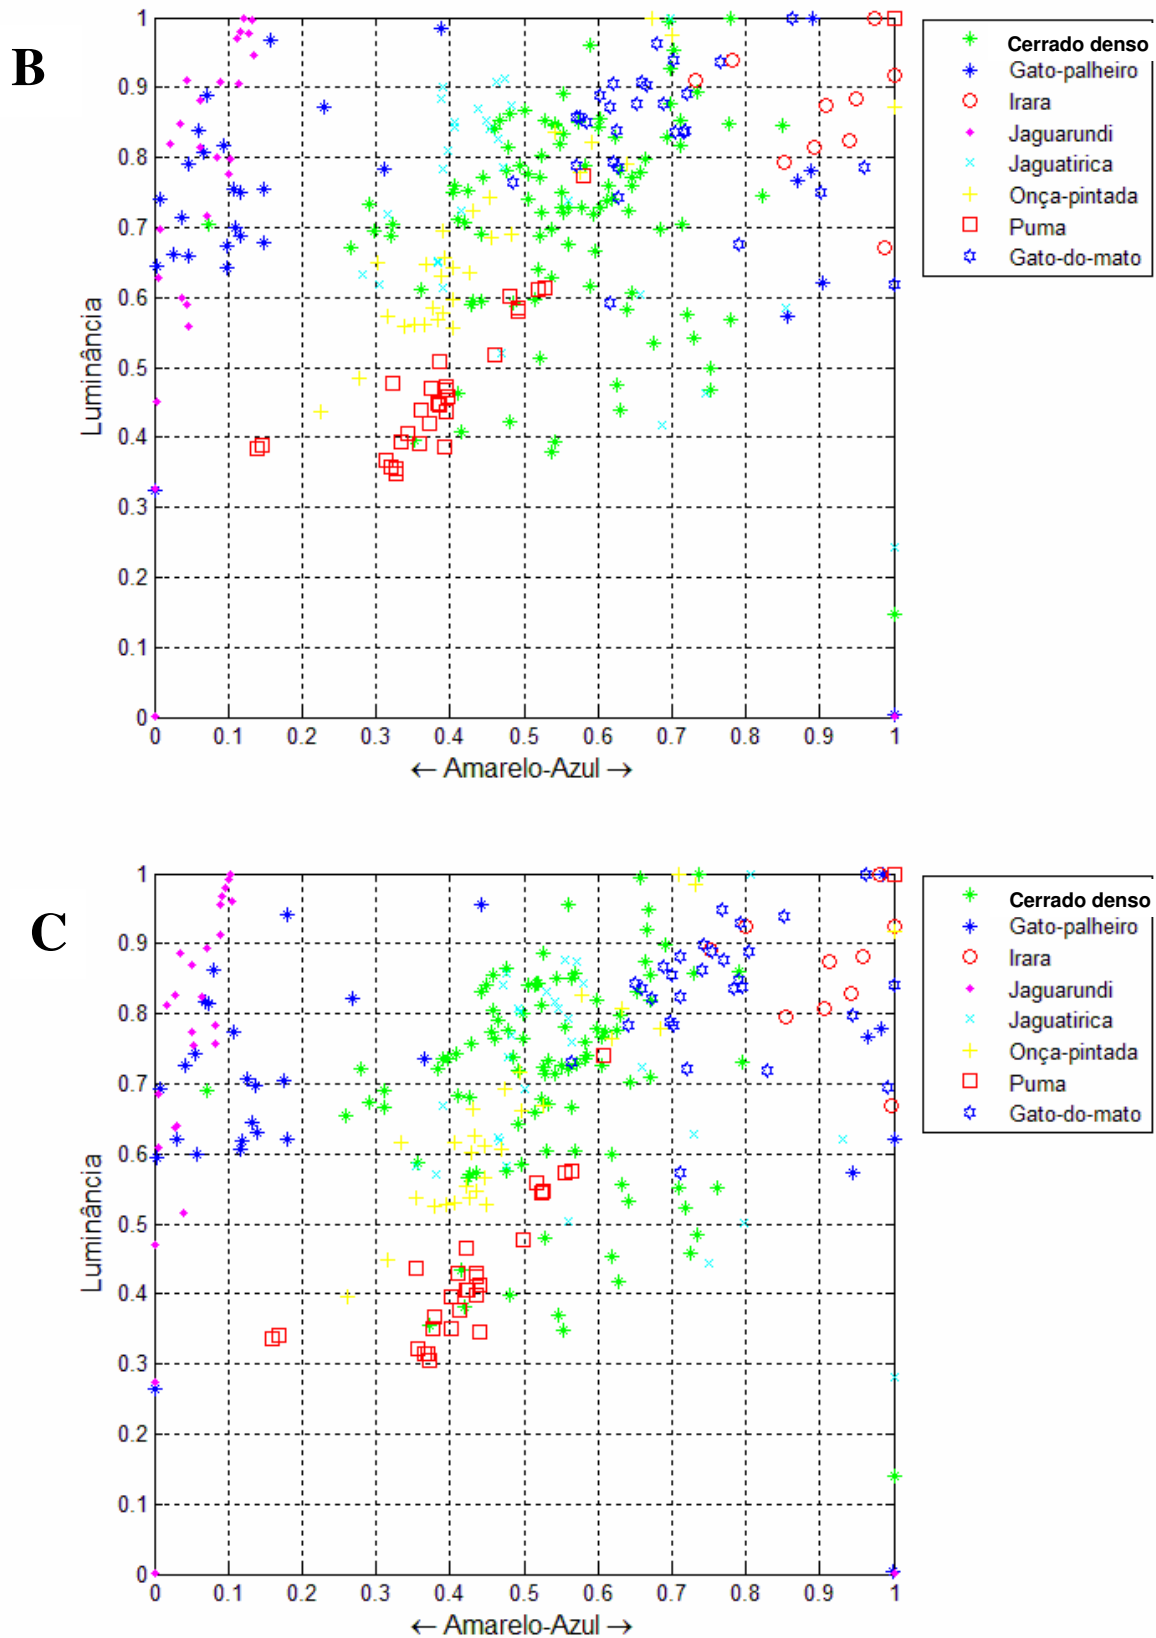 B
1
0.9
0.8
0.7
0.6
0.5
0.4
0.3
0.2
0.1
0
Luminância
0 0.1 0.2 0.3 0.4 0.5 0.6 0.7 0.8 0.9 1
← Amarelo-Azul →
Cerrado denso
Gato-palheiro
Irara
Jaguarundi
Jaguatirica
Onça-pintada
Puma
Gato-do-mato
C
1
0.9
0.8
0.7
0.6
0.5
0.4
0.3
0.2
0.1
0
Luminância
0 0.1 0.2 0.3 0.4 0.5 0.6 0.7 0.8 0.9 1
← Amarelo-Azul →
Cerrado denso
Gato-palheiro
Irara
Jaguarundi
Jaguatirica
Onça-pintada
Puma
Gato-do-mato